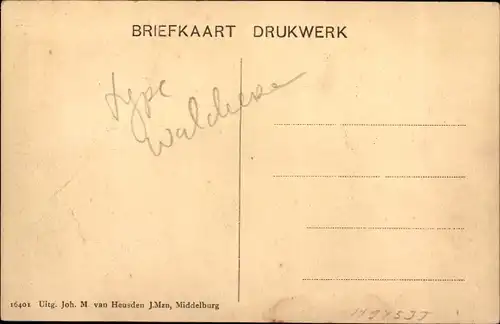 BRIEFKAART DRUKWERK
type
Walcheren
16401 Uitg. Joh. M. van Heusden J.Mzn, Middelburg